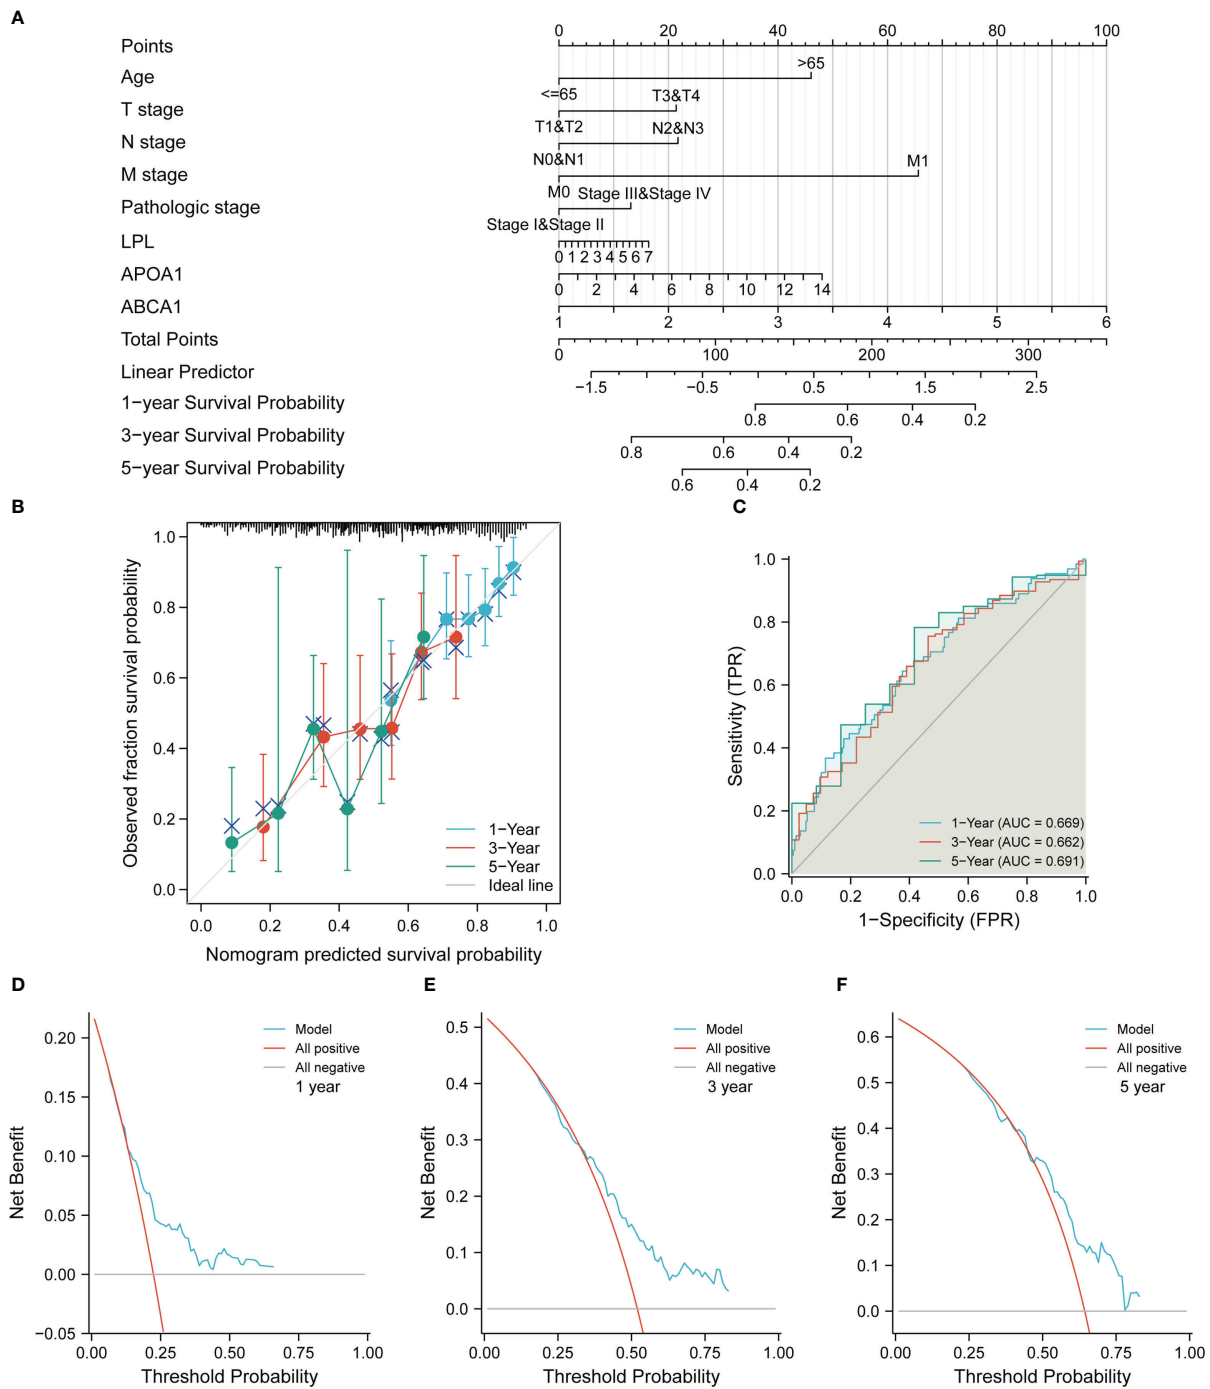 A
Points
0 20 40 60 80 100
Age
<=65 >65
T stage
T1&T2 T3&T4
N stage
N0&N1 N2&N3
M stage
M0 M1
Pathologic stage
Stage I&Stage II Stage III&Stage IV
LPL
0 1 2 3 4 5 6 7
APOA1
0 2 4 6 8 10 12 14
ABCA1
1 2 3 4 5 6
Total Points
0 100 200 300
Linear Predictor
−1.5 −0.5 0.5 1.5 2.5
1−year Survival Probability
0.8 0.6 0.4 0.2
3−year Survival Probability
0.8 0.6 0.4 0.2
5−year Survival Probability
0.6 0.4 0.2
B
Observed fraction survival probability
1.0
0.8
0.6
0.4
0.2
0.0
1−Year
3−Year
5−Year
Ideal line
0.0 0.2 0.4 0.6 0.8 1.0
Nomogram predicted survival probability
C
Sensitivity (TPR)
1.0
0.8
0.6
0.4
0.2
0.0
1−Year (AUC = 0.669)
3−Year (AUC = 0.662)
5−Year (AUC = 0.691)
0.0 0.2 0.4 0.6 0.8 1.0
1−Specificity (FPR)
D
Net Benefit
0.20
0.15
0.10
0.05
0.00
−0.05
Model
All positive
All negative
1 year
0.00 0.25 0.50 0.75 1.00
Threshold Probability
E
Net Benefit
0.5
0.4
0.3
0.2
0.1
0.0
Model
All positive
All negative
3 year
0.00 0.25 0.50 0.75 1.00
Threshold Probability
F
Net Benefit
0.6
0.5
0.4
0.3
0.2
0.1
0.0
Model
All positive
All negative
5 year
0.00 0.25 0.50 0.75 1.00
Threshold Probability